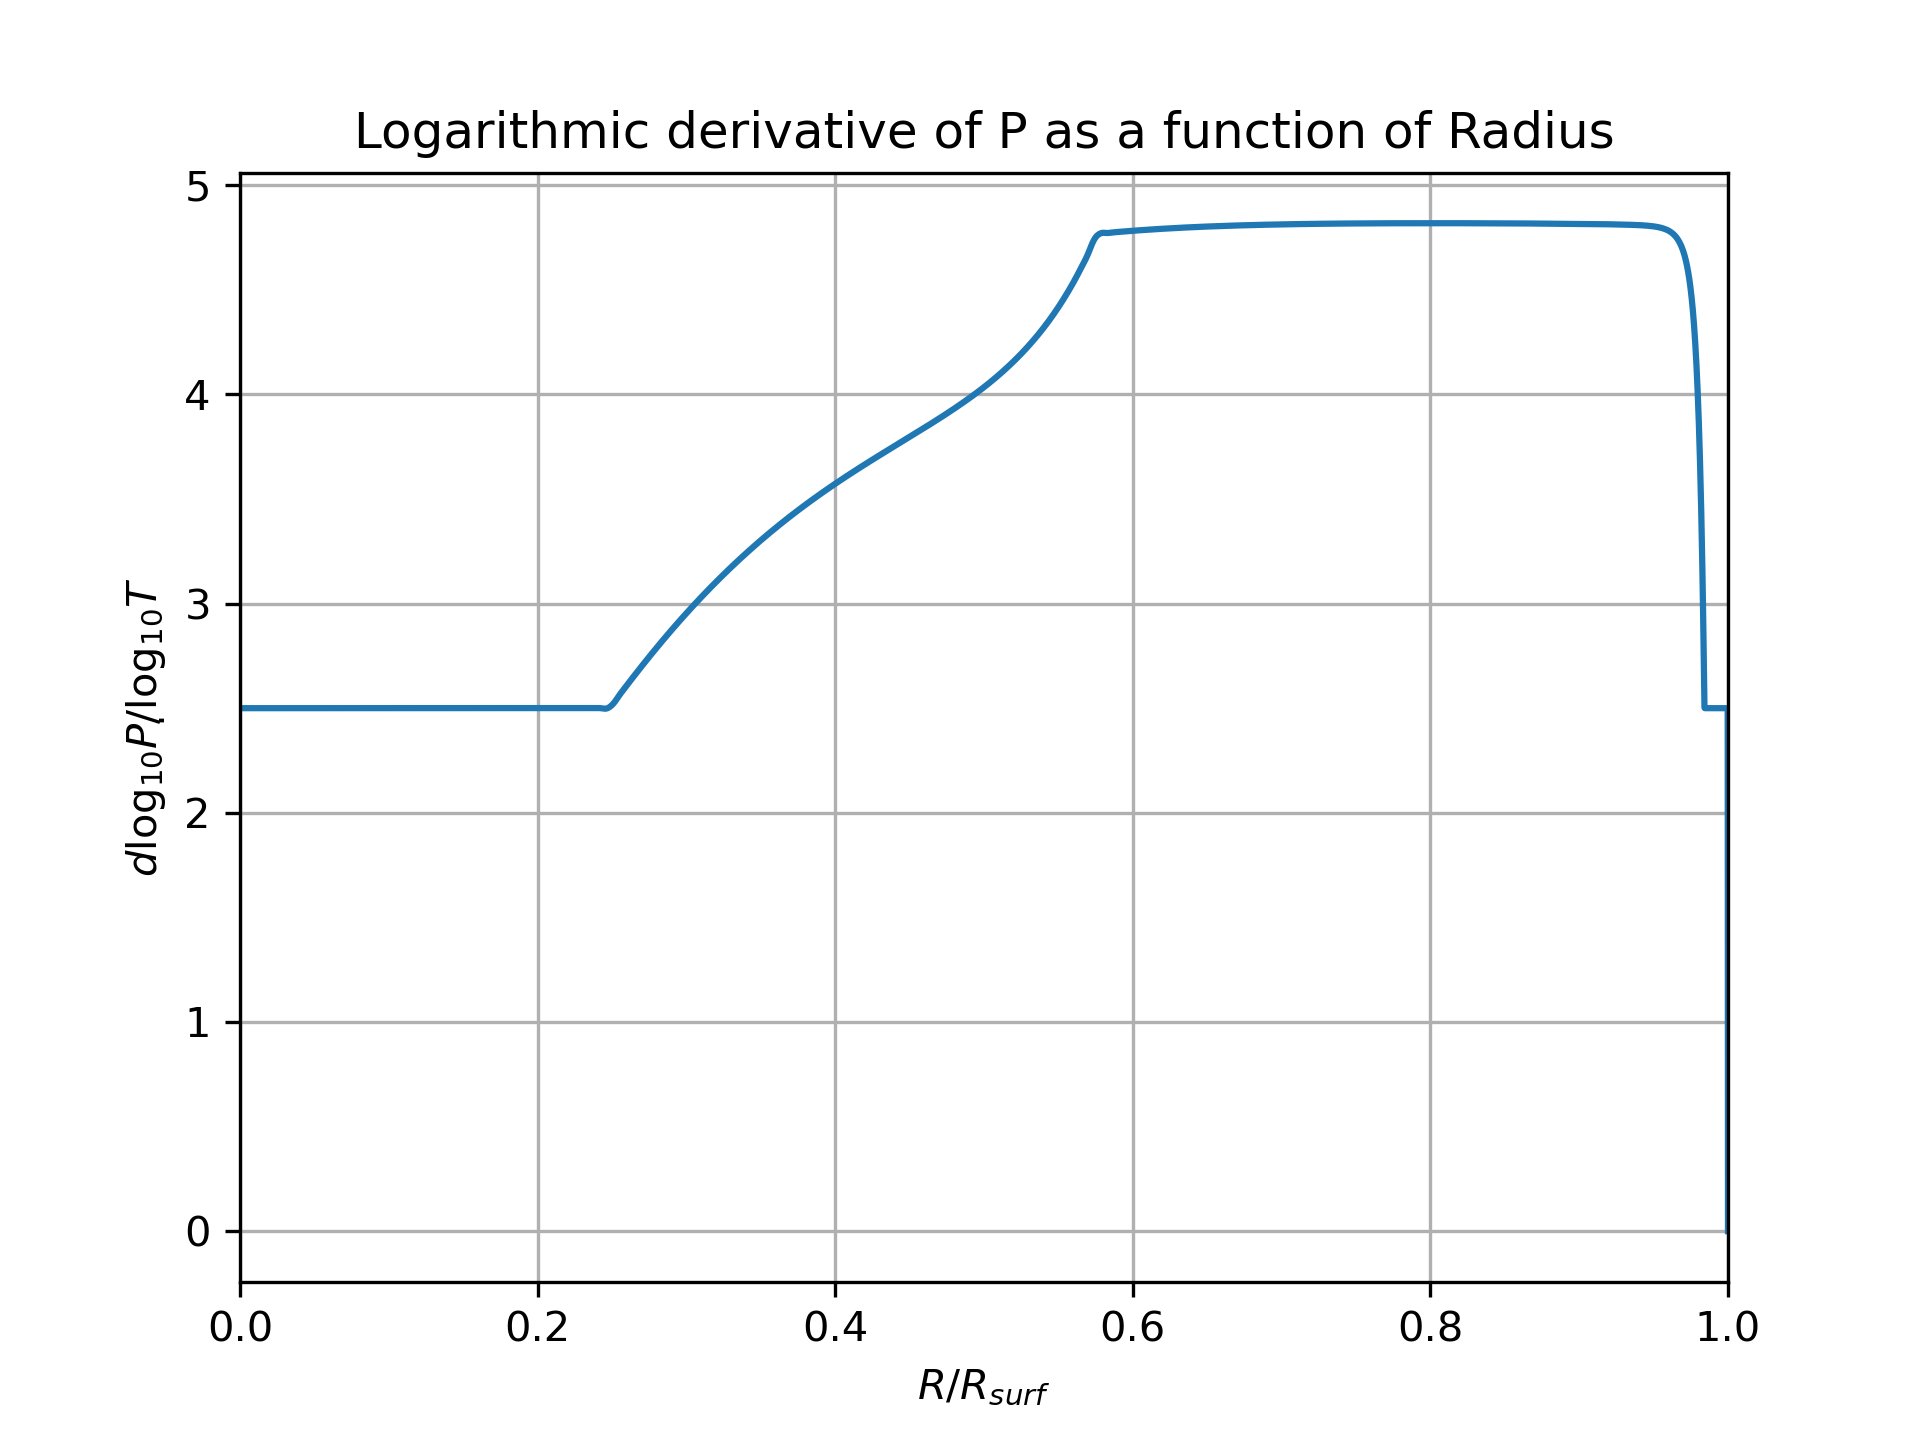 Logarithmic derivative of P as a function of Radius
5
4
3
2
1
0
dlog₁₀P/log₁₀T
0.0 0.2 0.4 0.6 0.8 1.0
R/R_surf